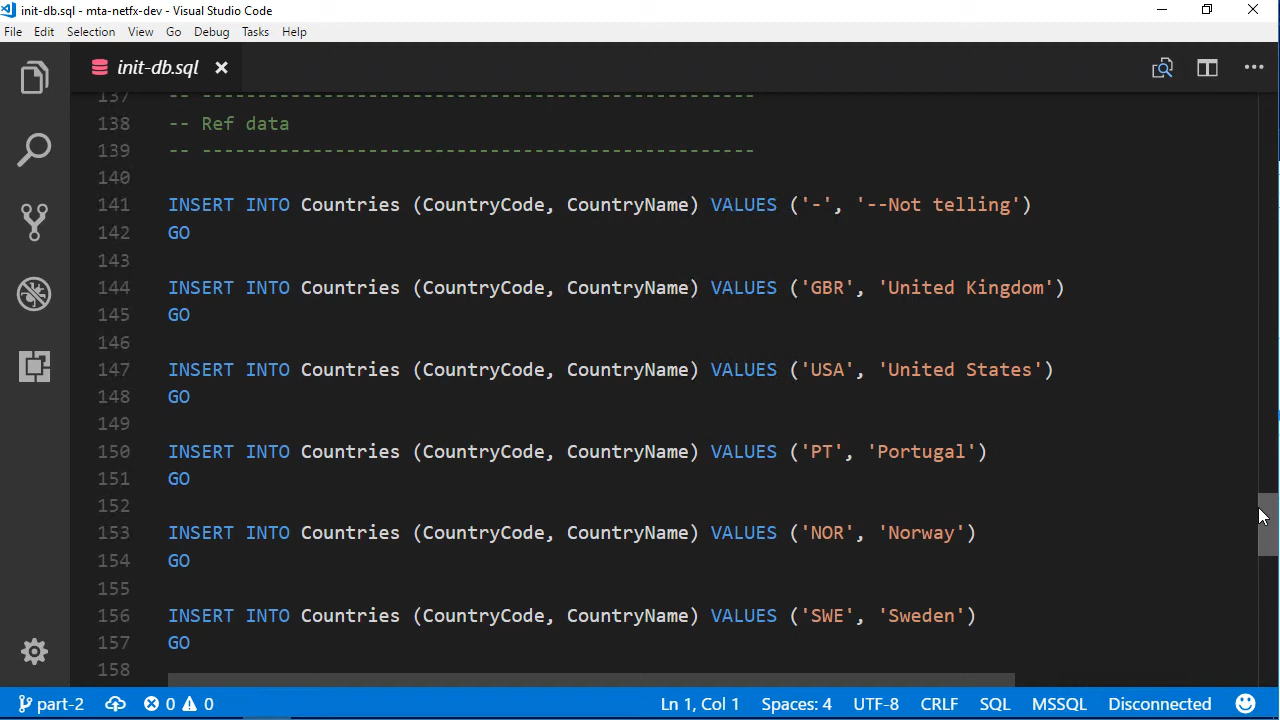 init-db.sql - mta-netfx-dev - Visual Studio Code
File Edit Selection View Go Debug Tasks Help
init-db.sql
137 -- --------------------------------------------------
138 -- Ref data
139 -- --------------------------------------------------
140
141 INSERT INTO Countries (CountryCode, CountryName) VALUES ('-', '--Not telling')
142 GO
143
144 INSERT INTO Countries (CountryCode, CountryName) VALUES ('GBR', 'United Kingdom')
145 GO
146
147 INSERT INTO Countries (CountryCode, CountryName) VALUES ('USA', 'United States')
148 GO
149
150 INSERT INTO Countries (CountryCode, CountryName) VALUES ('PT', 'Portugal')
151 GO
152
153 INSERT INTO Countries (CountryCode, CountryName) VALUES ('NOR', 'Norway')
154 GO
155
156 INSERT INTO Countries (CountryCode, CountryName) VALUES ('SWE', 'Sweden')
157 GO
158
part-2 0 0 Ln 1, Col 1 Spaces: 4 UTF-8 CRLF SQL MSSQL Disconnected